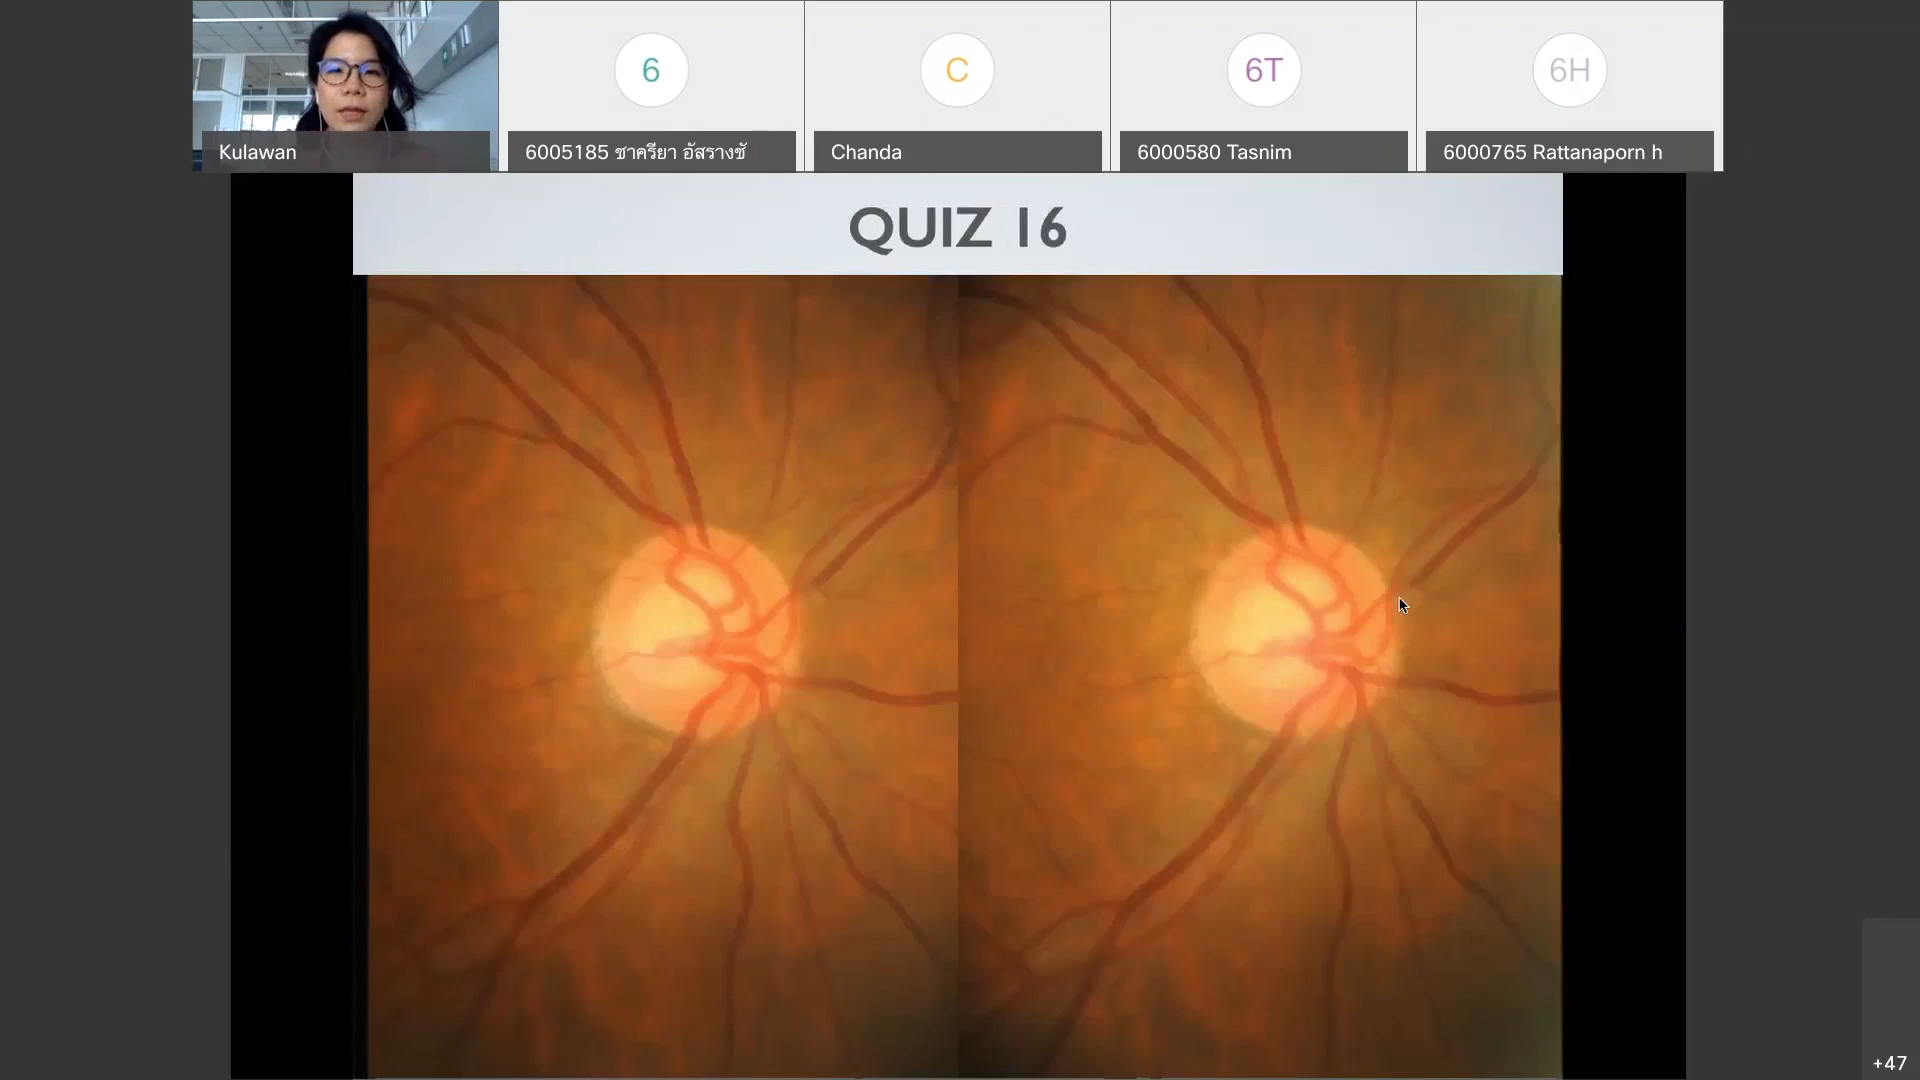 6
C
6T
6H
Kulawan
6005185 ชาครียา อัสรางชั
Chanda
6000580 Tasnim
6000765 Rattanaporn h
QUIZ 16
+47